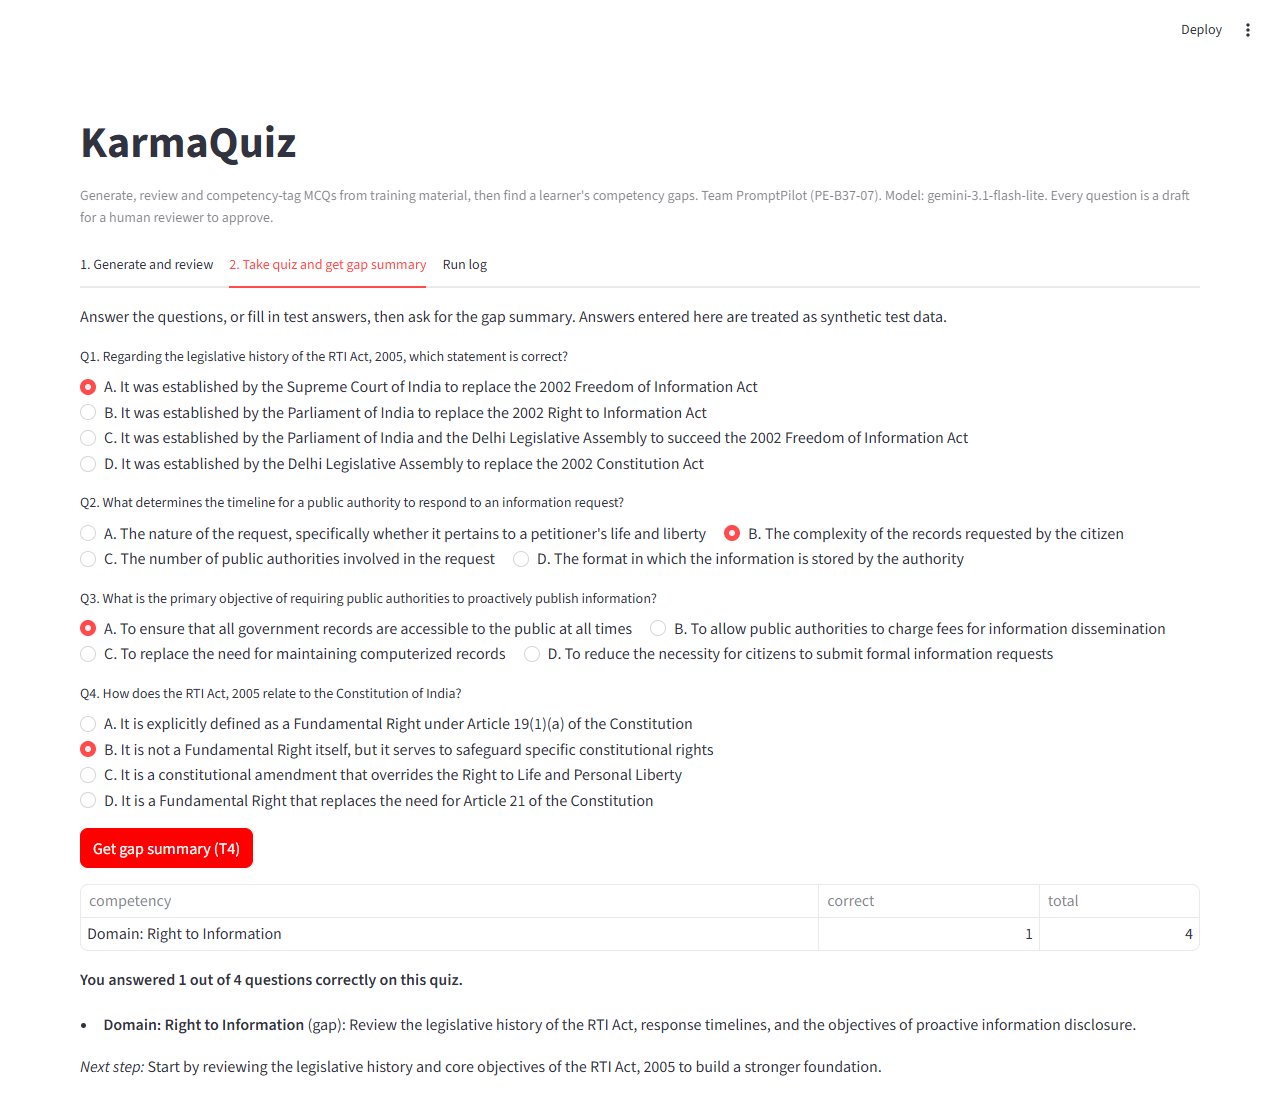 Deploy
KarmaQuiz
Generate, review and competency-tag MCQs from training material, then find a learner's competency gaps. Team PromptPilot (PE-B37-07). Model: gemini-3.1-flash-lite. Every question is a draft
for a human reviewer to approve.
1. Generate and review 2. Take quiz and get gap summary Run log
Answer the questions, or fill in test answers, then ask for the gap summary. Answers entered here are treated as synthetic test data.
Q1. Regarding the legislative history of the RTI Act, 2005, which statement is correct?
A. It was established by the Supreme Court of India to replace the 2002 Freedom of Information Act
B. It was established by the Parliament of India to replace the 2002 Right to Information Act
C. It was established by the Parliament of India and the Delhi Legislative Assembly to succeed the 2002 Freedom of Information Act
D. It was established by the Delhi Legislative Assembly to replace the 2002 Constitution Act
Q2. What determines the timeline for a public authority to respond to an information request?
A. The nature of the request, specifically whether it pertains to a petitioner's life and liberty B. The complexity of the records requested by the citizen
C. The number of public authorities involved in the request D. The format in which the information is stored by the authority
Q3. What is the primary objective of requiring public authorities to proactively publish information?
A. To ensure that all government records are accessible to the public at all times B. To allow public authorities to charge fees for information dissemination
C. To replace the need for maintaining computerized records D. To reduce the necessity for citizens to submit formal information requests
Q4. How does the RTI Act, 2005 relate to the Constitution of India?
A. It is explicitly defined as a Fundamental Right under Article 19(1)(a) of the Constitution
B. It is not a Fundamental Right itself, but it serves to safeguard specific constitutional rights
C. It is a constitutional amendment that overrides the Right to Life and Personal Liberty
D. It is a Fundamental Right that replaces the need for Article 21 of the Constitution
Get gap summary (T4)
competency correct total
Domain: Right to Information 1 4
You answered 1 out of 4 questions correctly on this quiz.
• Domain: Right to Information (gap): Review the legislative history of the RTI Act, response timelines, and the objectives of proactive information disclosure.
Next step: Start by reviewing the legislative history and core objectives of the RTI Act, 2005 to build a stronger foundation.